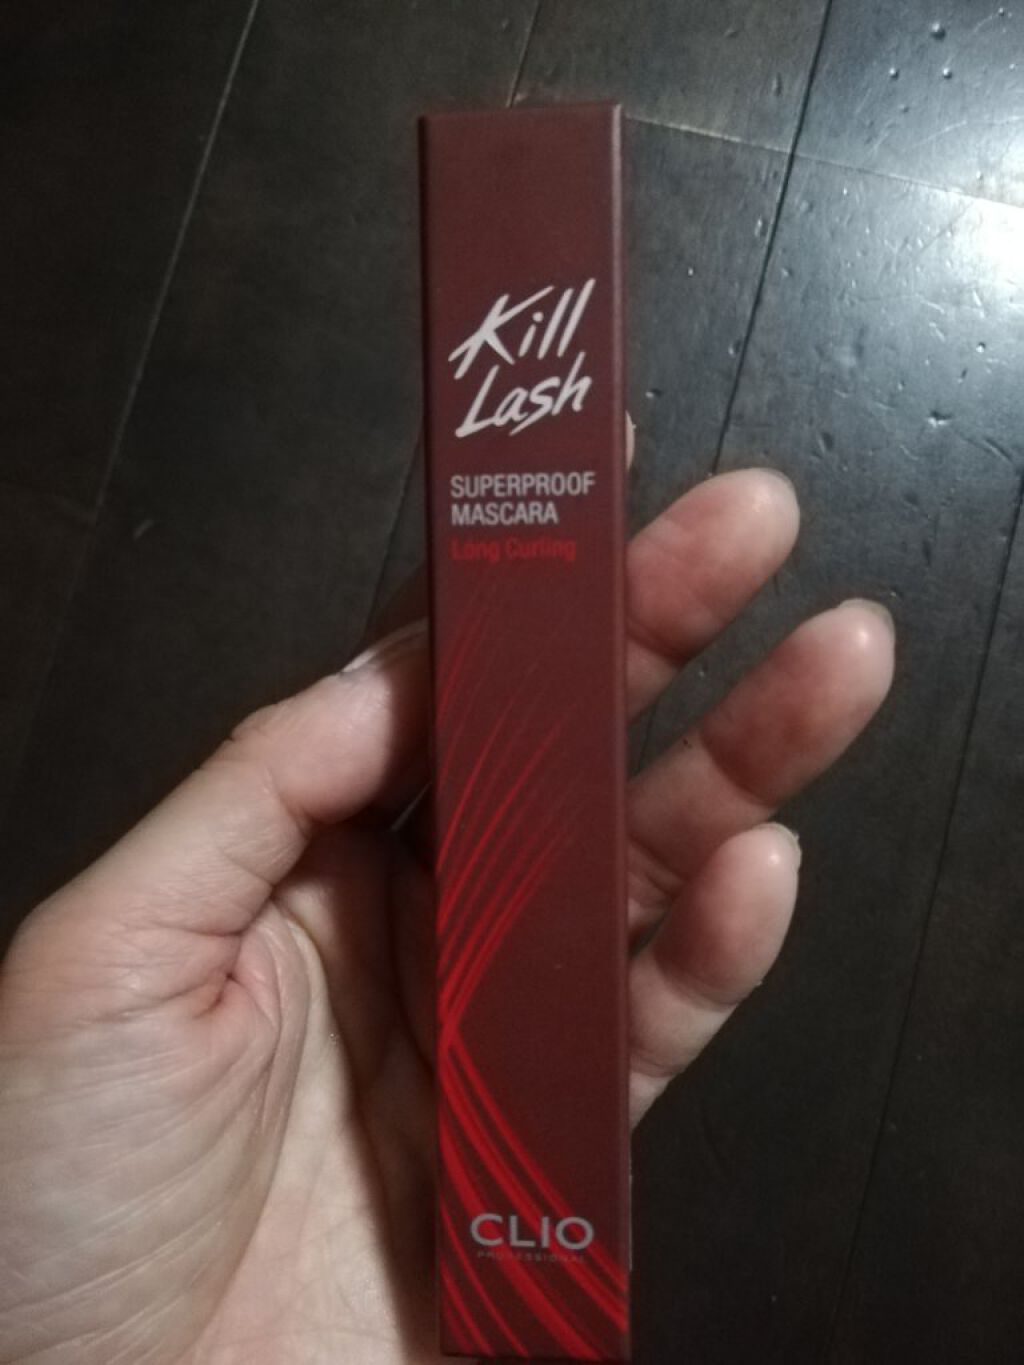 Kill
Lash
SUPERPROOF
MASCARA
Long Curling
CLIO
PROFESSIONAL